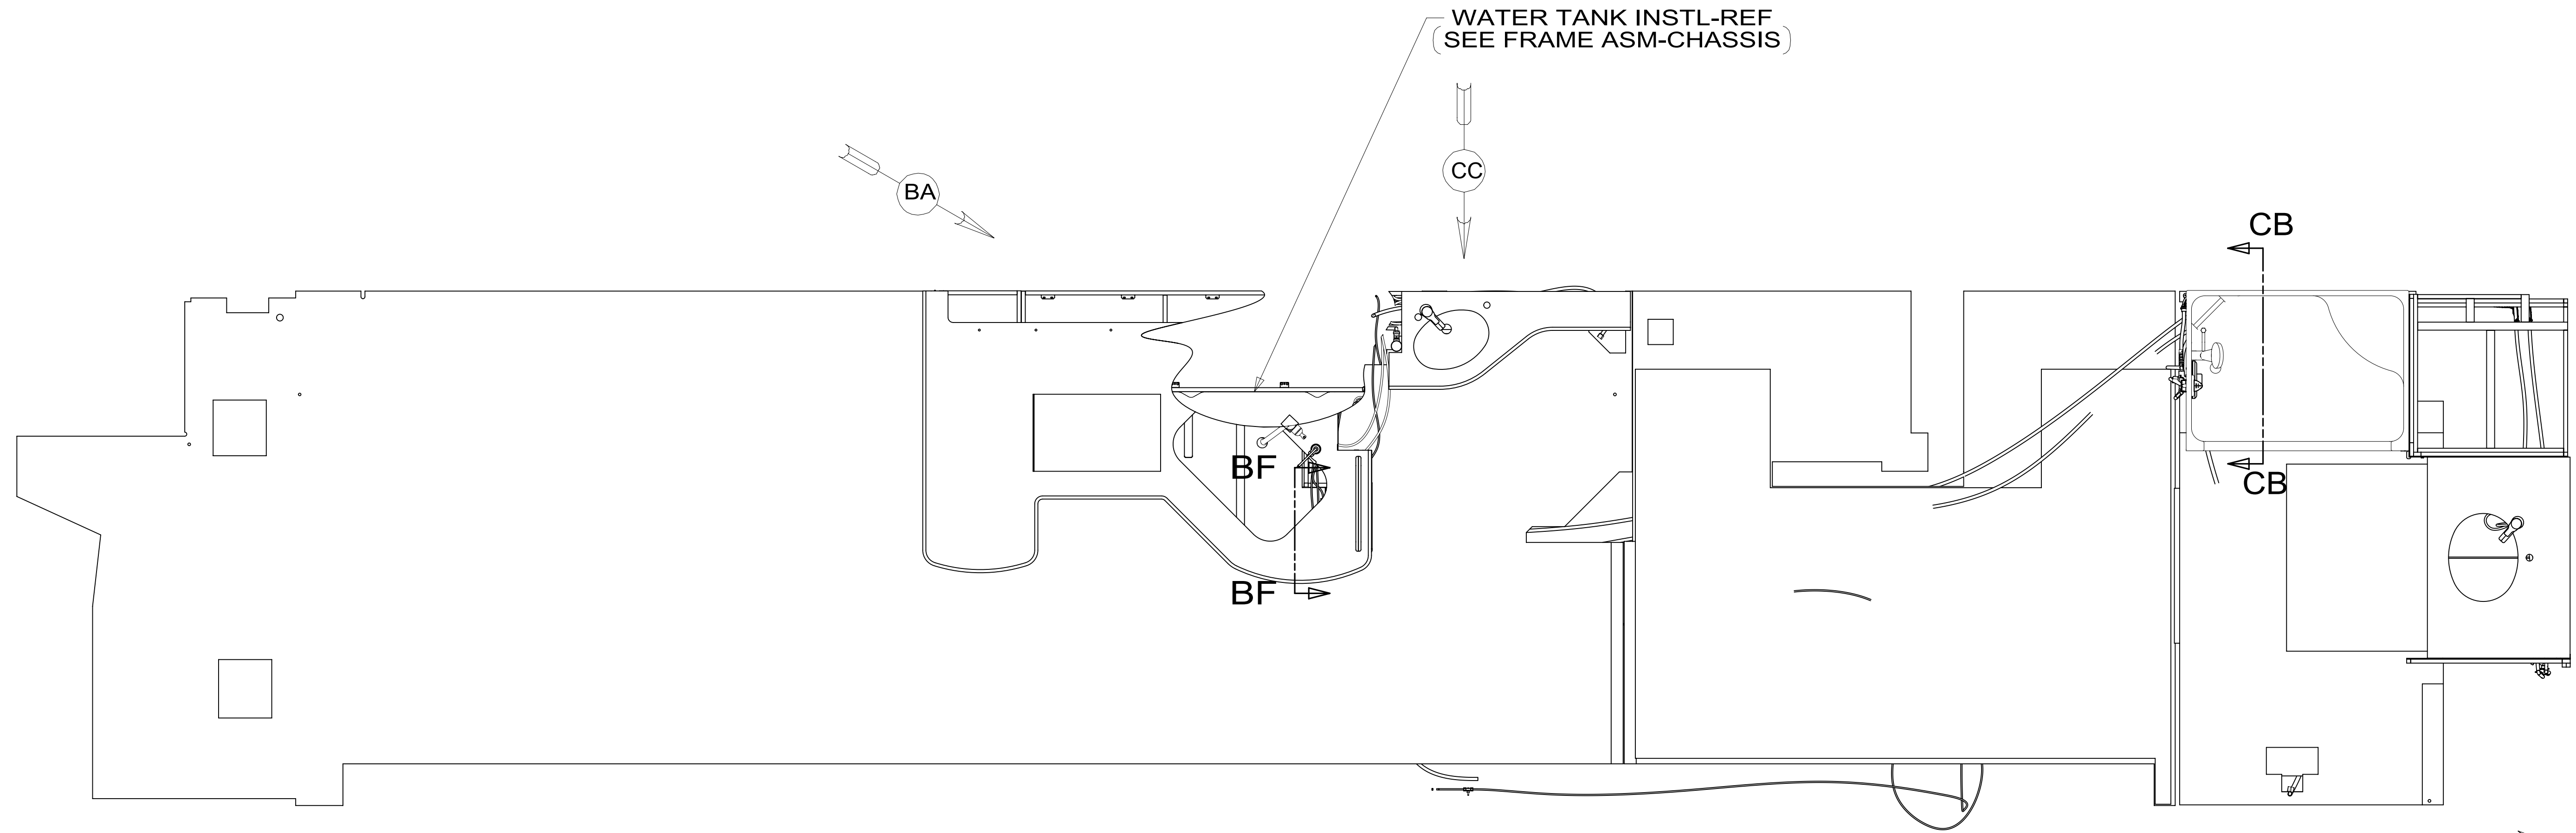 WATER TANK INSTL-REF
(SEE FRAME ASM-CHASSIS)
CC
BA
CB
CB
BF
BF